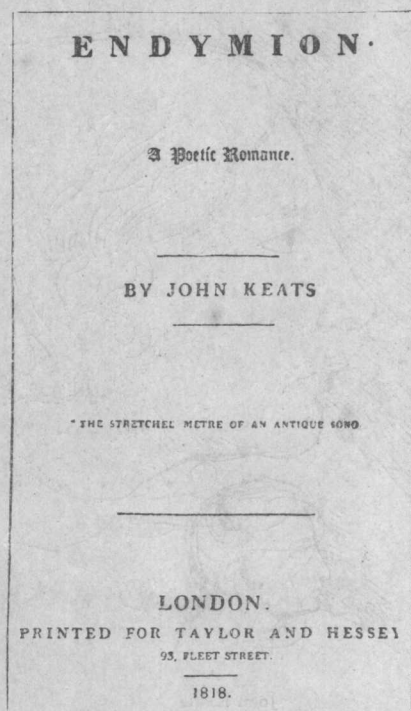 ENDYMION.
A Poetic Romance.
BY JOHN KEATS
"THE STRETCHED METRE OF AN ANTIQUE SONG
LONDON.
PRINTED FOR TAYLOR AND HESSEY
93, FLEET STREET.
1818.